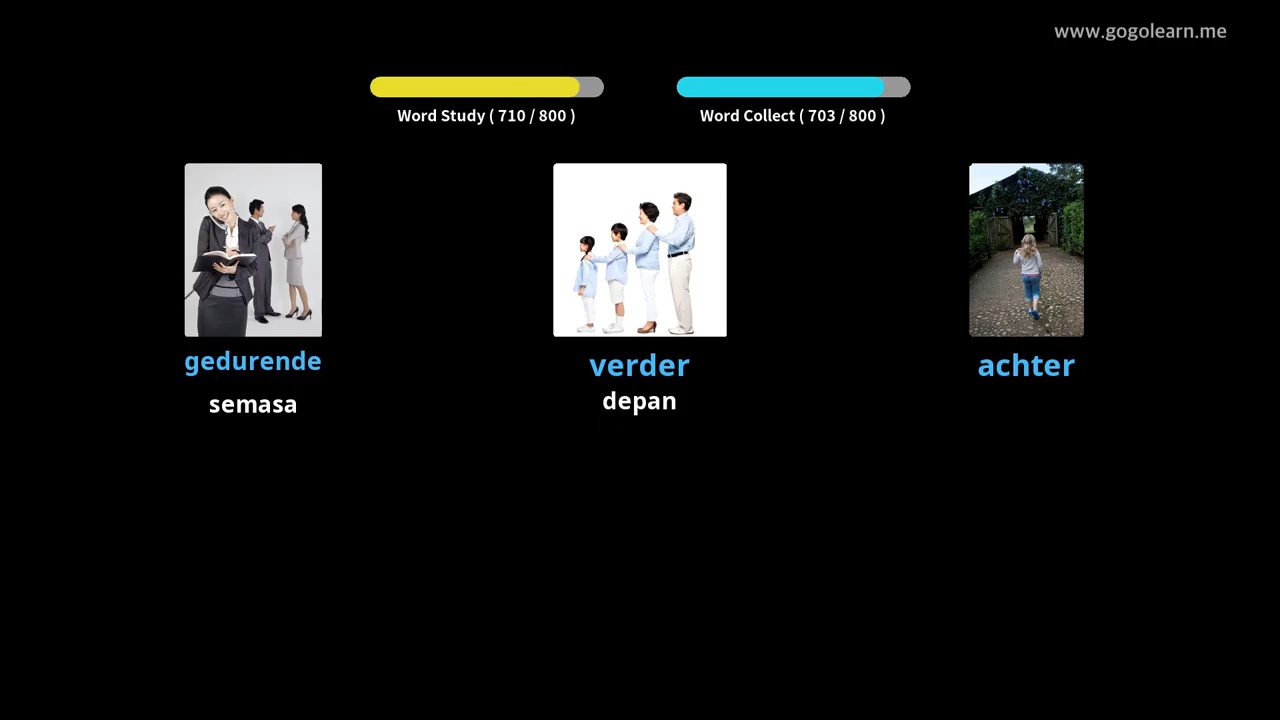 www.gogolearn.me
Word Study ( 710 / 800 )
Word Collect ( 703 / 800 )
gedurende
verder
achter
semasa
depan